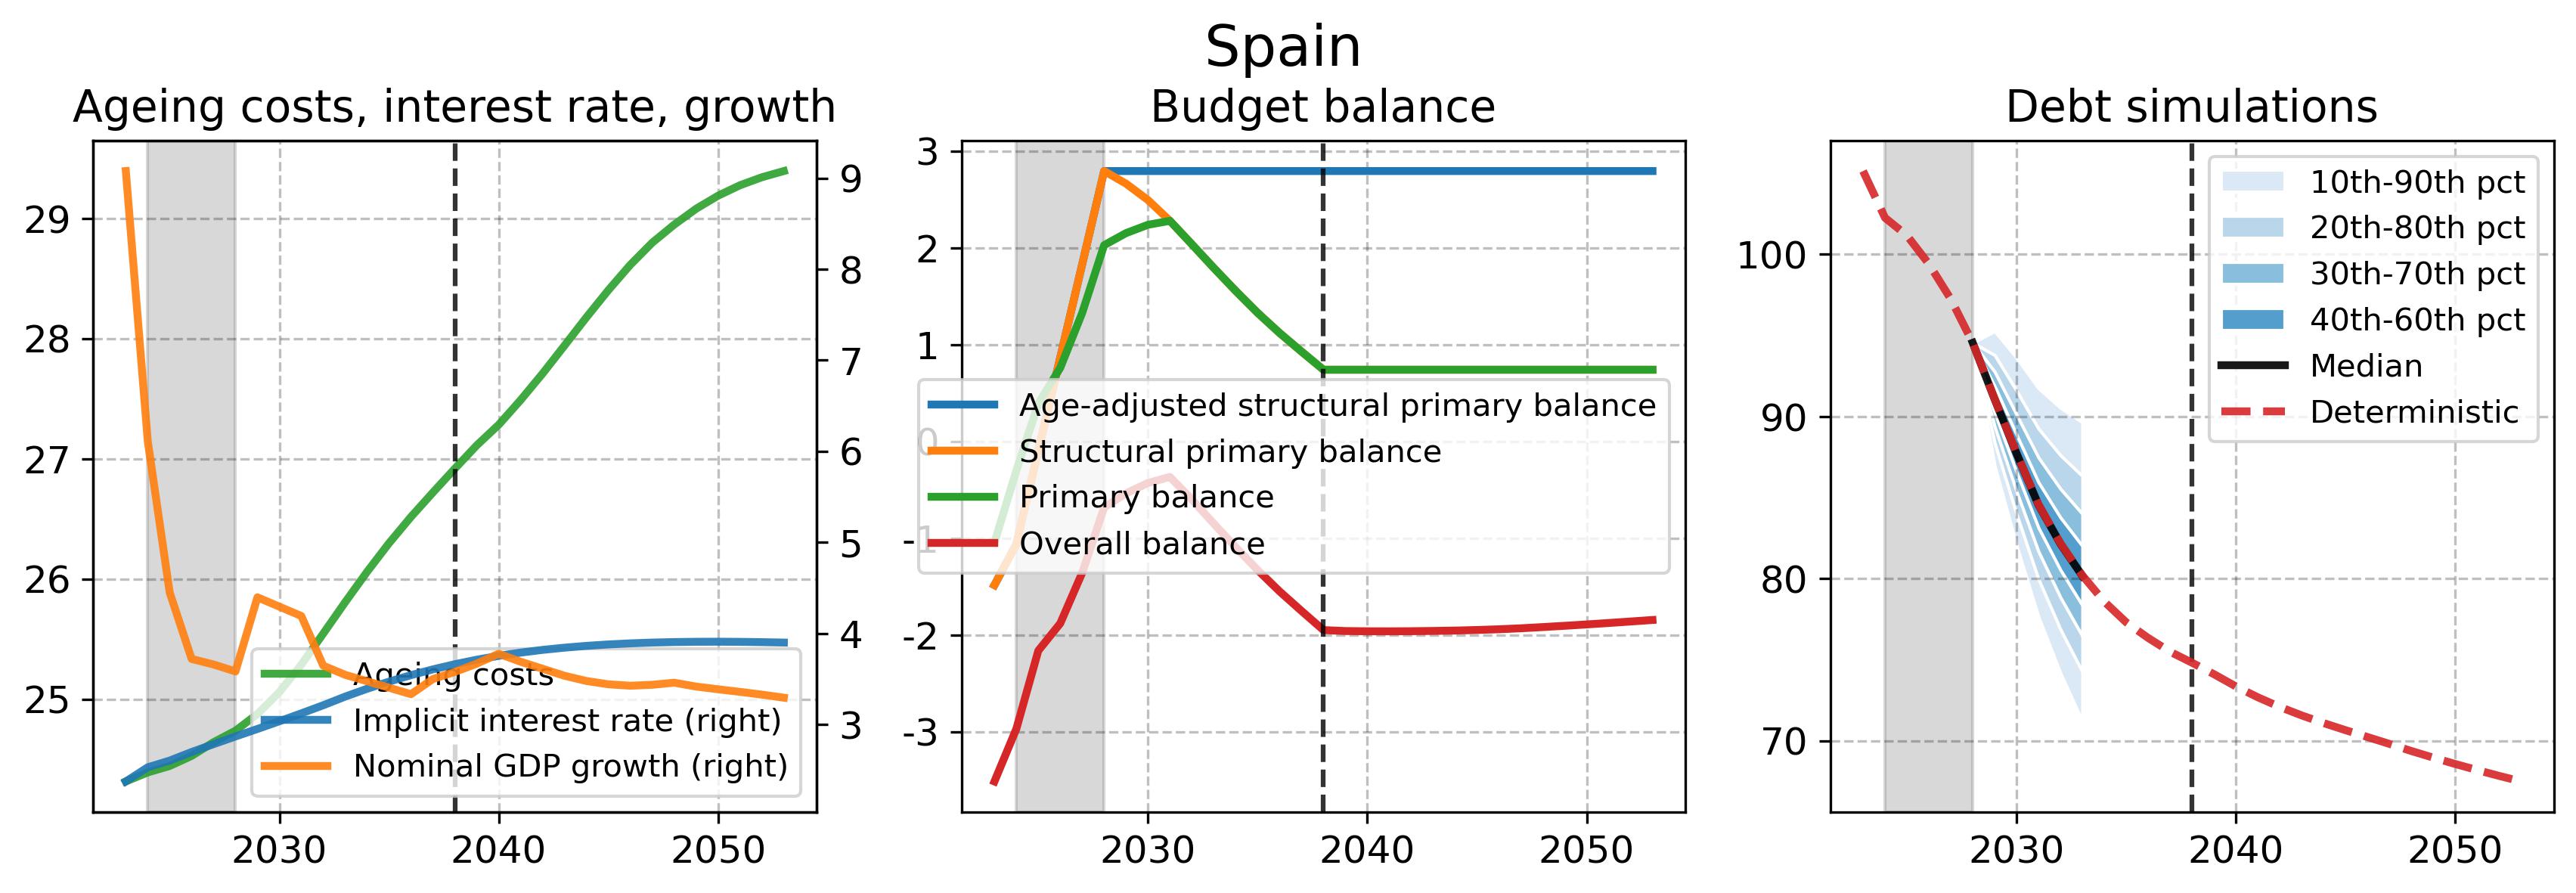 Spain
Ageing costs, interest rate, growth
29
28
27
26
25
9
8
7
6
5
4
3
2030 2040 2050
Ageing costs
Implicit interest rate (right)
Nominal GDP growth (right)
Budget balance
3
2
1
0
-1
-2
-3
2030 2040 2050
Age-adjusted structural primary balance
Structural primary balance
Primary balance
Overall balance
Debt simulations
100
90
80
70
2030 2040 2050
10th-90th pct
20th-80th pct
30th-70th pct
40th-60th pct
Median
Deterministic